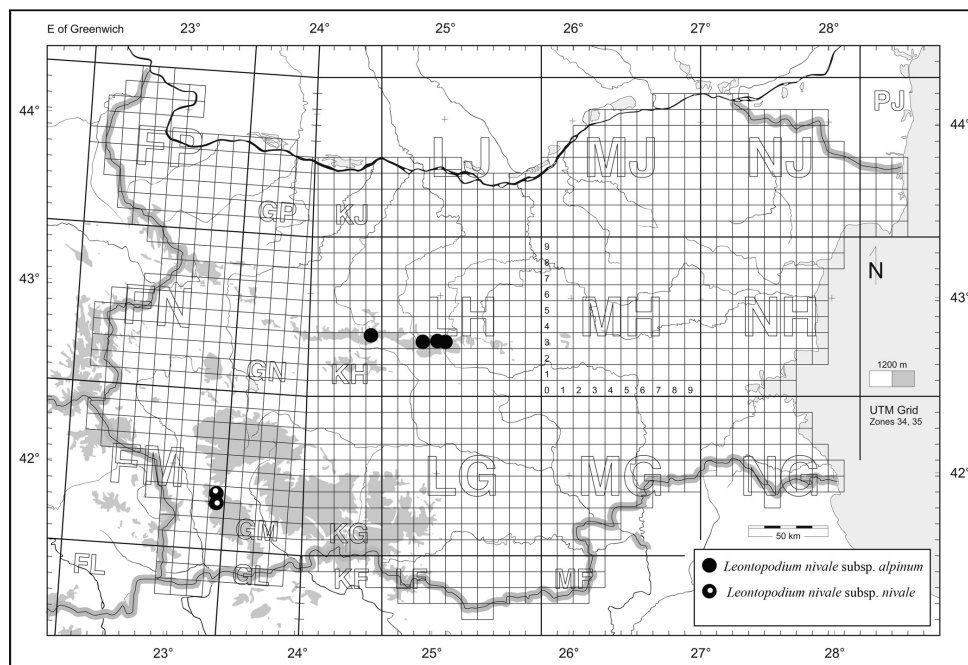 E of Greenwich 23° 24° 25° 26° 27° 28°
44° 44°
PJ
FP LJ MJ NJ
GP KJ
9
43° 8 N 43°
7
6
FN LH 5 MH NH
4
3
2 1200 m
GN KH 1
0 0 1 2 3 4 5 6 7 8 9
UTM Grid
Zones 34, 35
42° FM LG MG NG 42°
GM KG
50 km
FL GL KF LF MF
Leontopodium nivale subsp. alpinum
Leontopodium nivale subsp. nivale
23° 24° 25° 26° 27° 28°